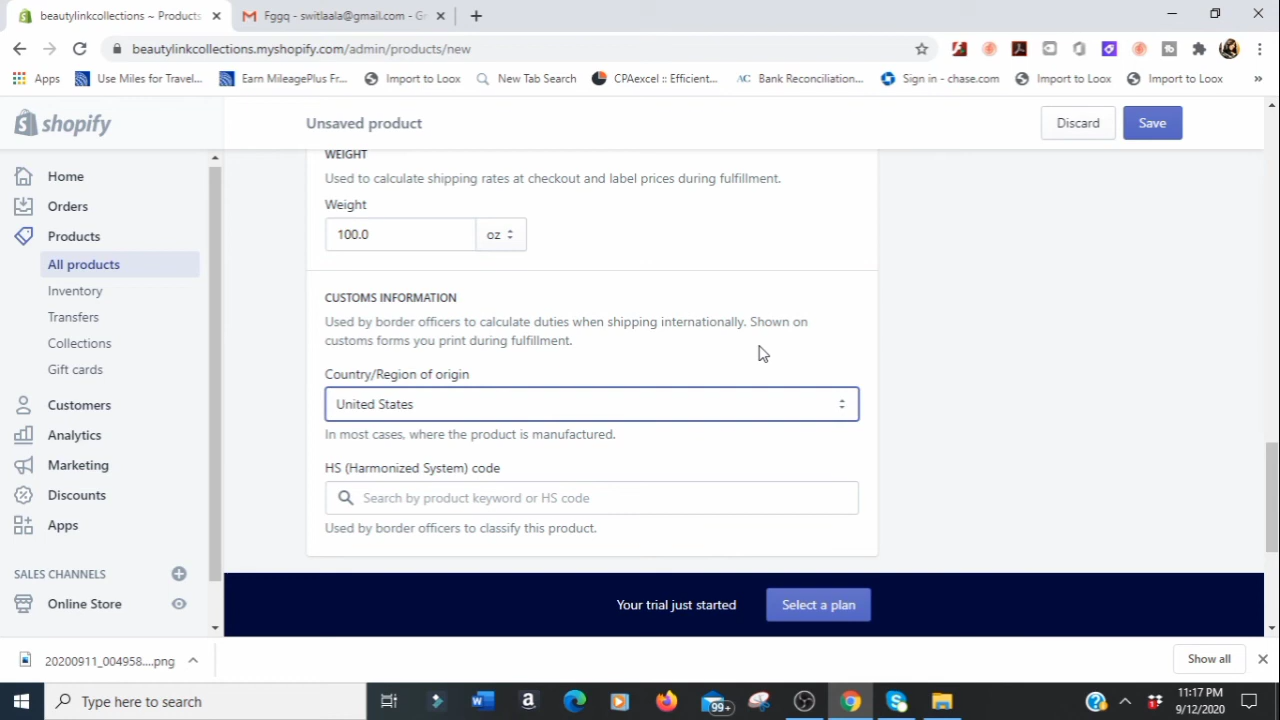 beautylinkcollections ~ Products
Fggq - switlaala@gmail.com - Gr
beautylinkcollections.myshopify.com/admin/products/new
Apps
Use Miles for Travel...
Earn MileagePlus Fr...
Import to Loox
New Tab Search
CPAexcel :: Efficient...
AC Bank Reconciliation...
Sign in - chase.com
Import to Loox
Import to Loox
»
shopify
Unsaved product
Discard
Save
Home
Orders
Products
All products
Inventory
Transfers
Collections
Gift cards
Customers
Analytics
Marketing
Discounts
Apps
SALES CHANNELS
Online Store
WEIGHT
Used to calculate shipping rates at checkout and label prices during fulfillment.
Weight
100.0
oz
CUSTOMS INFORMATION
Used by border officers to calculate duties when shipping internationally. Shown on
customs forms you print during fulfillment.
Country/Region of origin
United States
In most cases, where the product is manufactured.
HS (Harmonized System) code
Search by product keyword or HS code
Used by border officers to classify this product.
Your trial just started
Select a plan
20200911_004958....png
Show all
Type here to search
99+
11:17 PM
9/12/2020